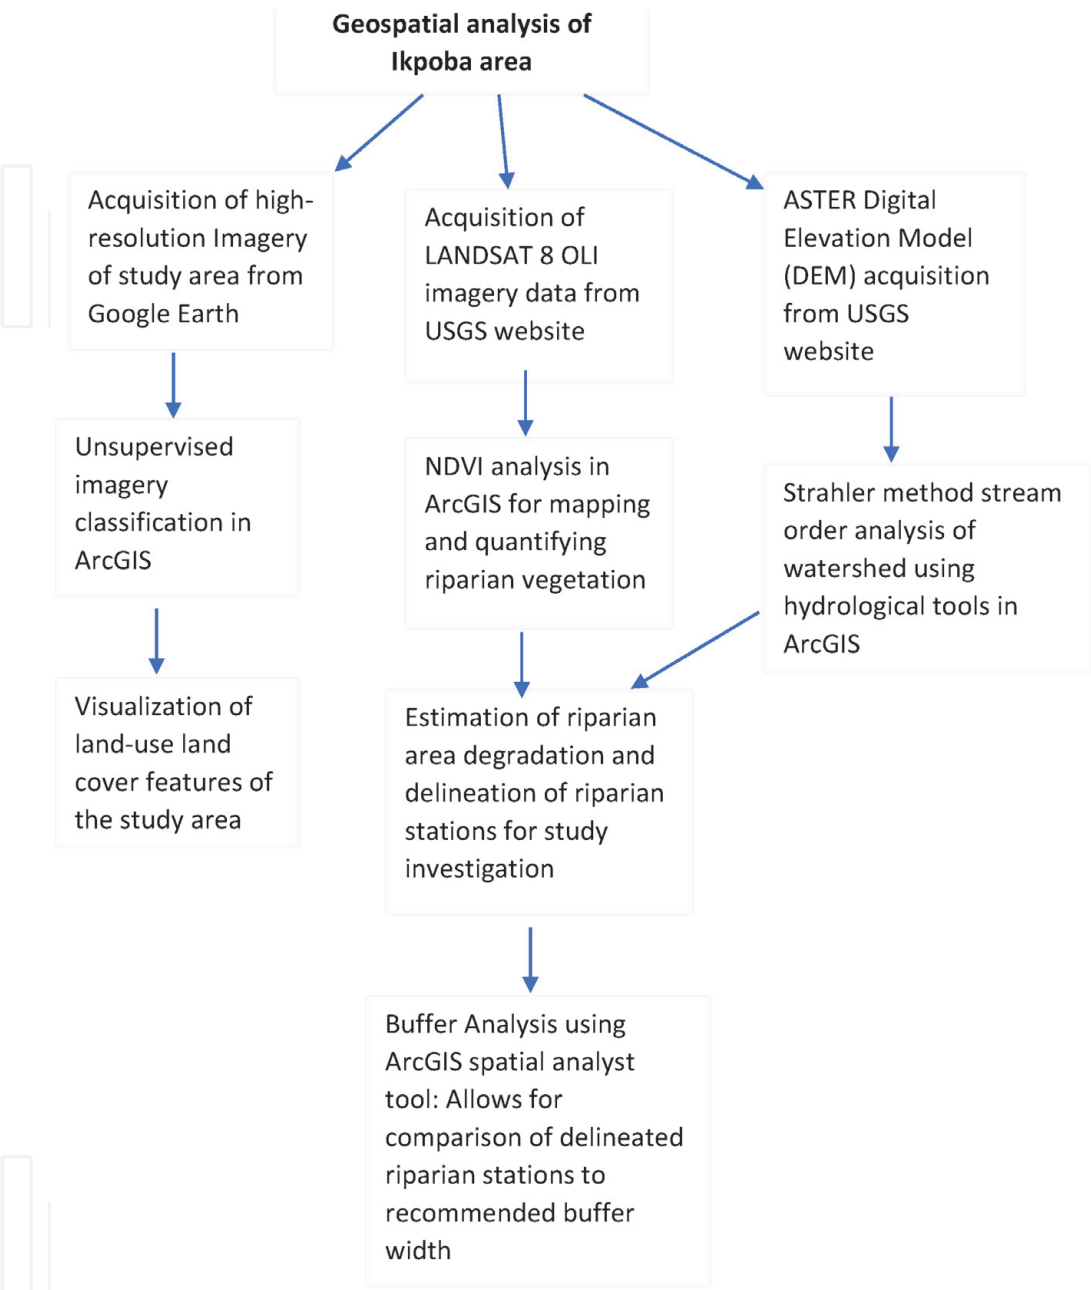 Geospatial analysis of
Ikpoba area
Acquisition of high-
resolution Imagery
of study area from
Google Earth
Acquisition of
LANDSAT 8 OLI
imagery data from
USGS website
ASTER Digital
Elevation Model
(DEM) acquisition
from USGS
website
Unsupervised
imagery
classification in
ArcGIS
NDVI analysis in
ArcGIS for mapping
and quantifying
riparian vegetation
Strahler method stream
order analysis of
watershed using
hydrological tools in
ArcGIS
Visualization of
land-use land
cover features of
the study area
Estimation of riparian
area degradation and
delineation of riparian
stations for study
investigation
Buffer Analysis using
ArcGIS spatial analyst
tool: Allows for
comparison of delineated
riparian stations to
recommended buffer
width